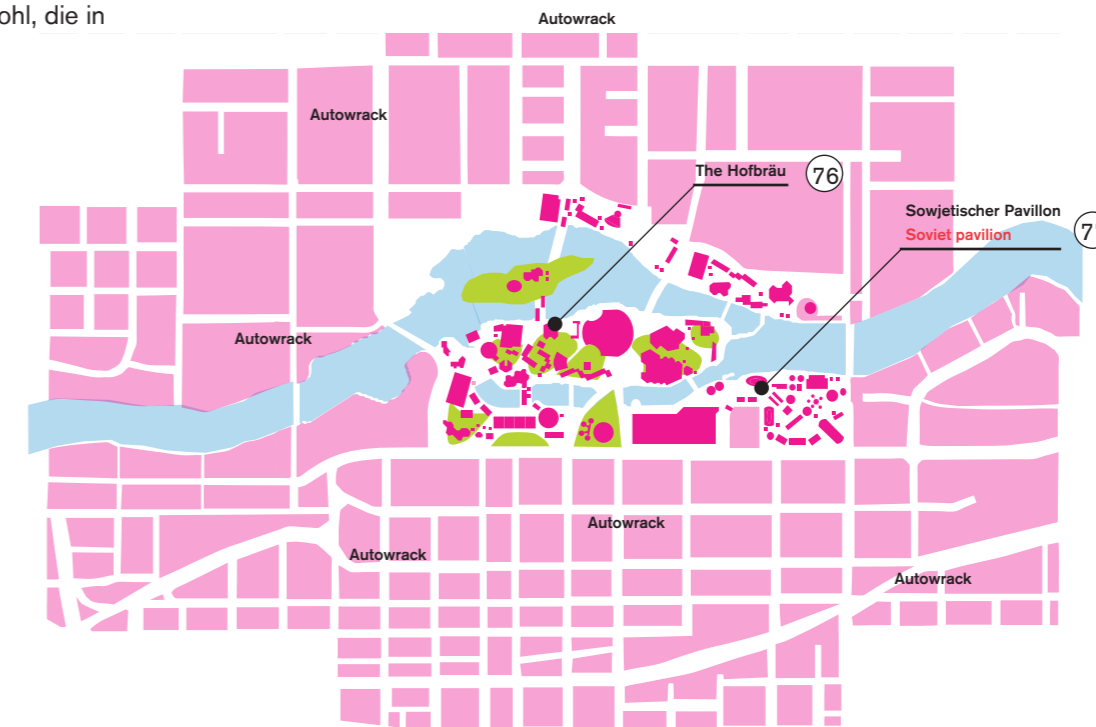 ohl, die in
Autowrack
Autowrack
The Hofbräu
76
Sowjetischer Pavillon
Soviet pavilion
Autowrack
Autowrack
Autowrack
Autowrack